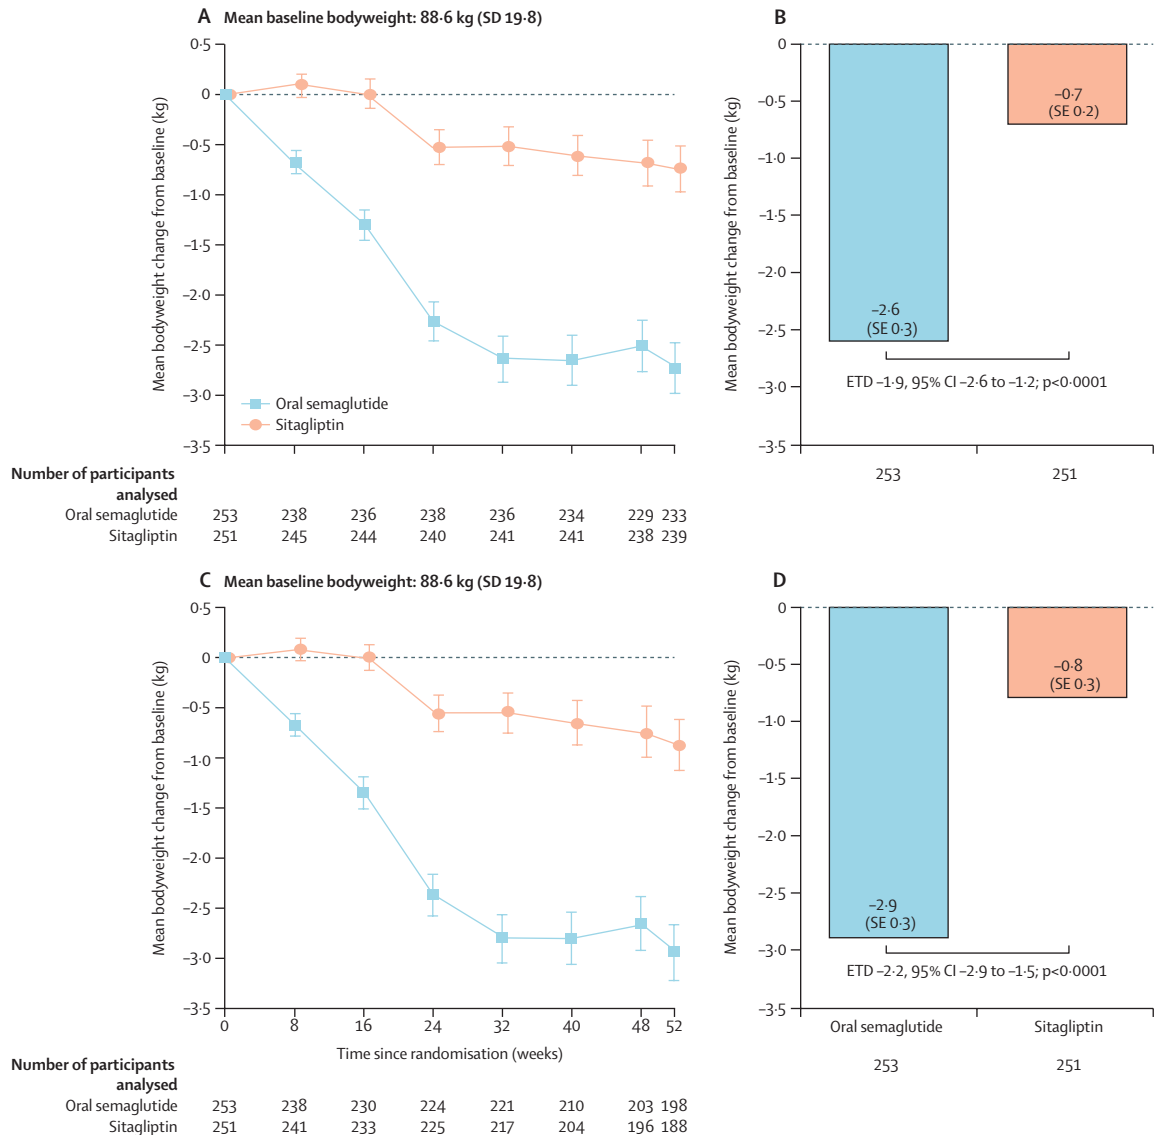 A Mean baseline bodyweight: 88·6 kg (SD 19·8)
Mean bodyweight change from baseline (kg)
0·5
0
–0·5
–1·0
–1·5
–2·0
–2·5
–3·0
–3·5
Oral semaglutide
Sitagliptin
Number of participants
analysed
Oral semaglutide 253 238 236 238 236 234 229 233
Sitagliptin 251 245 244 240 241 241 238 239
B
Mean bodyweight change from baseline (kg)
0
–0·5
–1·0
–1·5
–2·0
–2·5
–3·0
–3·5
–2·6
(SE 0·3)
–0·7
(SE 0·2)
ETD –1·9, 95% CI –2·6 to –1·2; p<0·0001
253 251
C Mean baseline bodyweight: 88·6 kg (SD 19·8)
Mean bodyweight change from baseline (kg)
0·5
0
–0·5
–1·0
–1·5
–2·0
–2·5
–3·0
–3·5
0 8 16 24 32 40 48 52
Time since randomisation (weeks)
Number of participants
analysed
Oral semaglutide 253 238 230 224 221 210 203 198
Sitagliptin 251 241 233 225 217 204 196 188
D
Mean bodyweight change from baseline (kg)
0
–0·5
–1·0
–1·5
–2·0
–2·5
–3·0
–3·5
–2·9
(SE 0·3)
–0·8
(SE 0·3)
ETD –2·2, 95% CI –2·9 to –1·5; p<0·0001
Oral semaglutide Sitagliptin
253 251